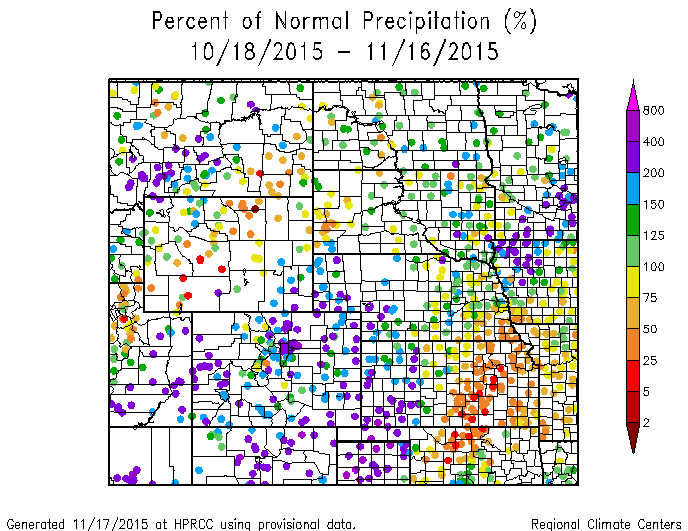 Percent of Normal Precipitation (%)
10/18/2015 – 11/16/2015
800
400
200
150
125
100
75
50
25
5
2
Generated 11/17/2015 at HPRCC using provisional data.
Regional Climate Centers